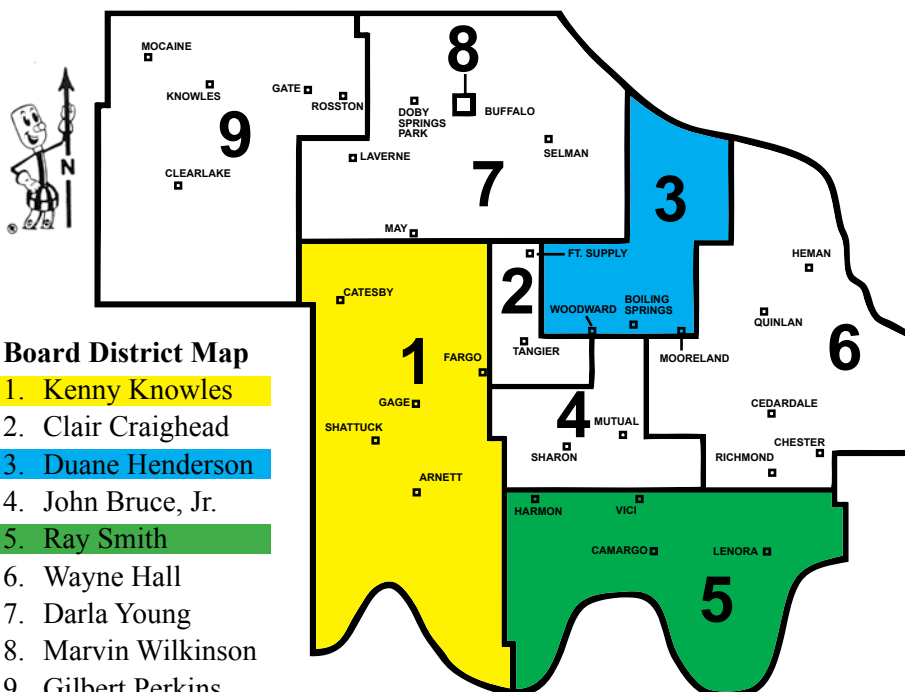 MOCAINE
KNOWLES
GATE
ROSSTON
9
CLEARLAKE
8
DOBY
SPRINGS
PARK
BUFFALO
SELMAN
LAVERNE
7
MAY
3
N
®
2
FT. SUPPLY
HEMAN
CATESBY
WOODWARD
BOILING
SPRINGS
QUINLAN
TANGIER
MOORELAND
6
1
FARGO
GAGE
SHATTUCK
ARNETT
4
MUTUAL
SHARON
CEDARDALE
CHESTER
RICHMOND
HARMON
VICI
CAMARGO
LENORA
5
Board District Map
1. Kenny Knowles
2. Clair Craighead
3. Duane Henderson
4. John Bruce, Jr.
5. Ray Smith
6. Wayne Hall
7. Darla Young
8. Marvin Wilkinson
9. Gilbert Perkins